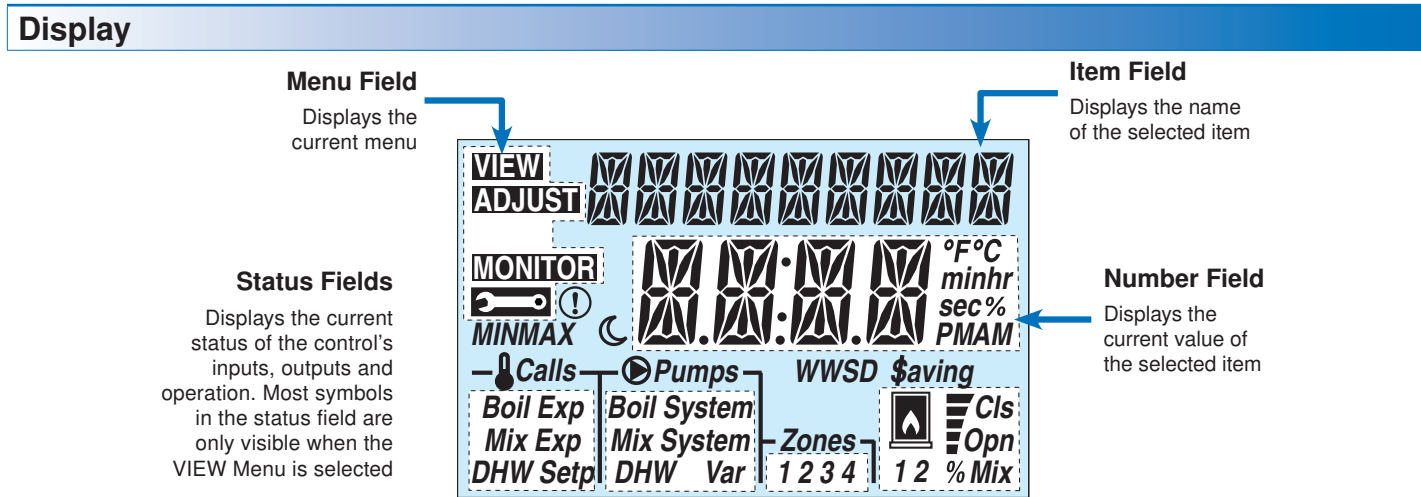 Display
Menu Field
Displays the
current menu
Item Field
Displays the name
of the selected item
VIEW
ADJUST
MONITOR
MINMAX
°F°C
minhr
sec%
PMAM
Status Fields
Displays the current
status of the control's
inputs, outputs and
operation. Most symbols
in the status field are
only visible when the
VIEW Menu is selected
Number Field
Displays the
current value of
the selected item
Calls Pumps WWSD $aving
Boil Exp Boil System Cls
Mix Exp Mix System Zones Opn
DHW Setp DHW Var 1 2 3 4 1 2 % Mix